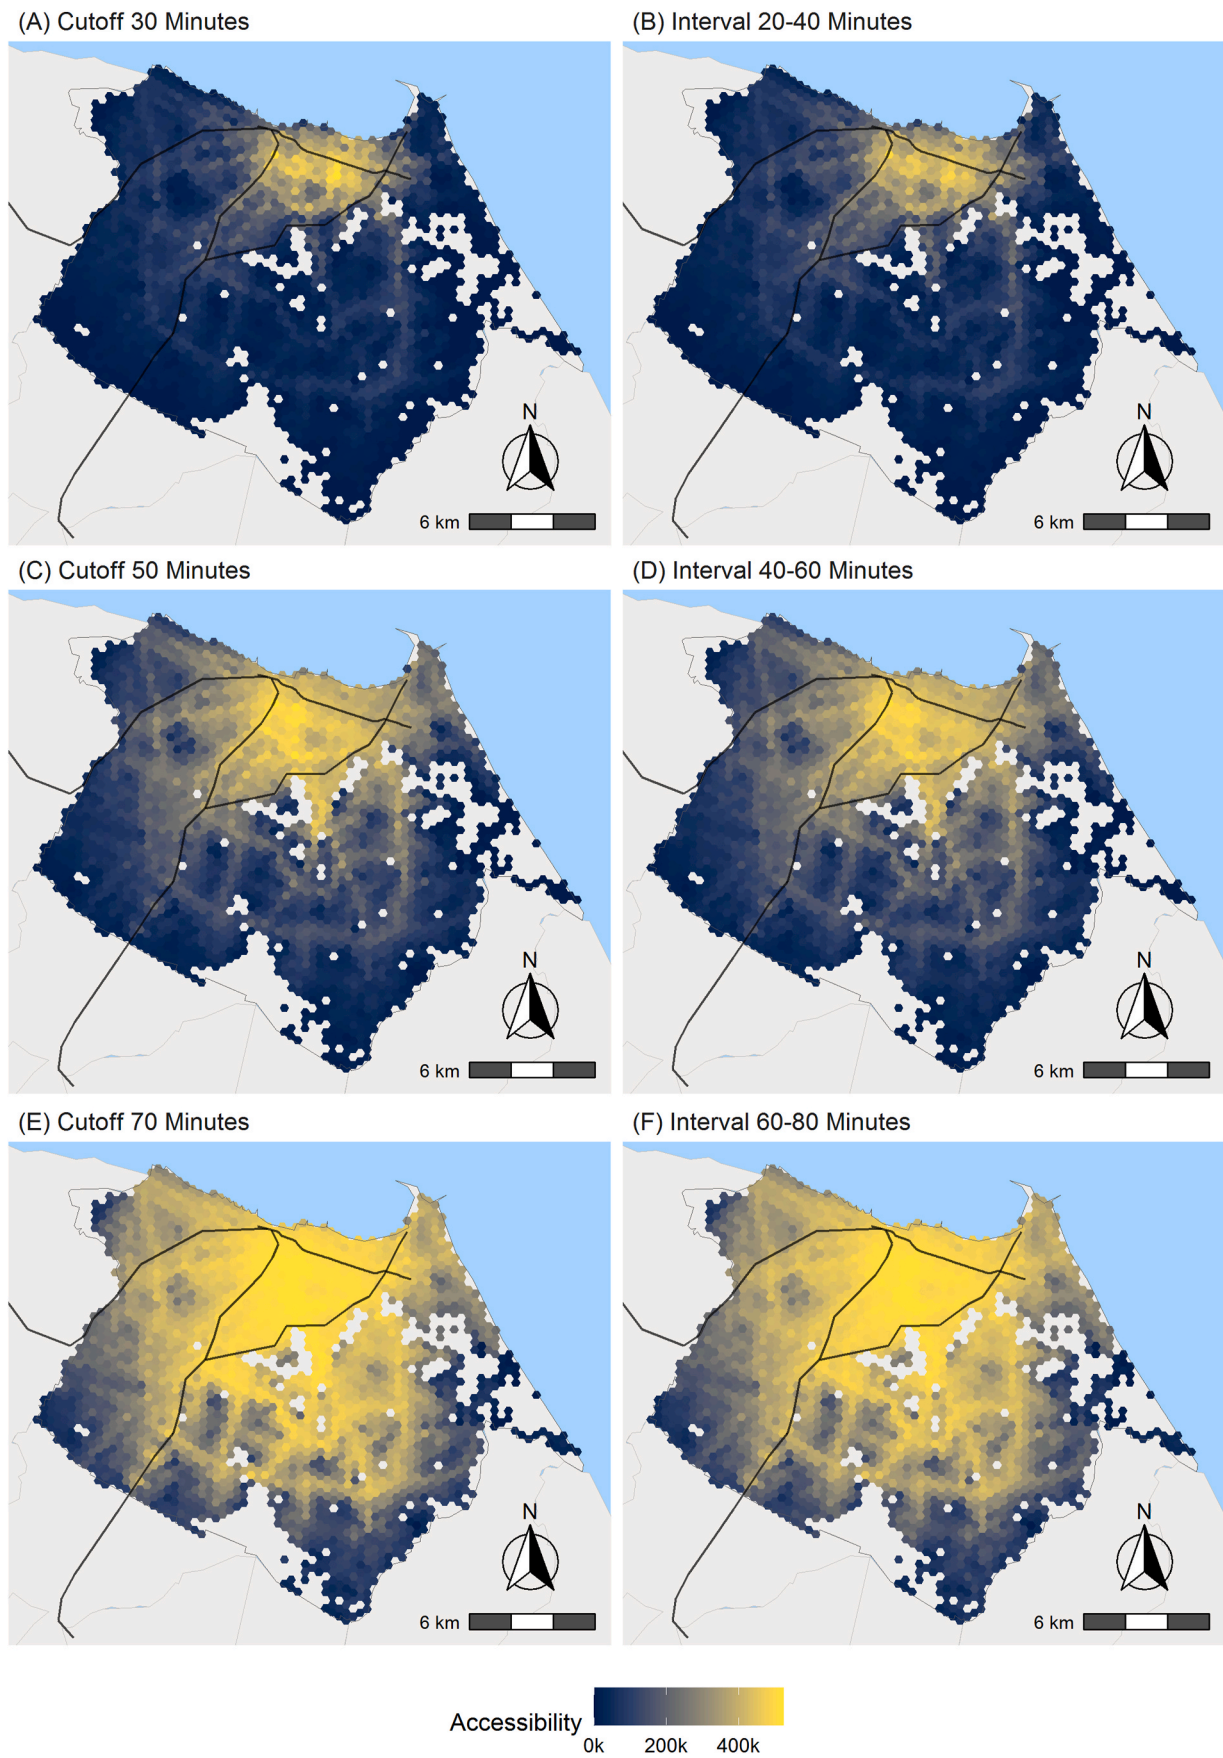 (A) Cutoff 30 Minutes
(B) Interval 20-40 Minutes
N
6 km
N
6 km
(C) Cutoff 50 Minutes
(D) Interval 40-60 Minutes
N
6 km
N
6 km
(E) Cutoff 70 Minutes
(F) Interval 60-80 Minutes
N
6 km
N
6 km
Accessibility
0k 200k 400k